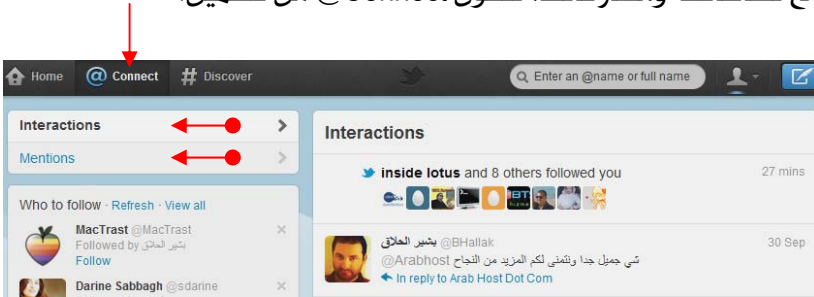 @ Connect
Home
Connect
Discover
Enter an @name or full name
Interactions
Mentions
Who to follow · Refresh · View all
MacTrast @MacTrast
Followed by بشير الحلاق
Follow
Darine Sabbagh @sdarine
Interactions
inside lotus and 8 others followed you
27 mins
بشير الحلاق @BHallak
30 Sep
@Arabhost شي جميل جدا ونتمنى لكم المزيد من النجاح
In reply to Arab Host Dot Com